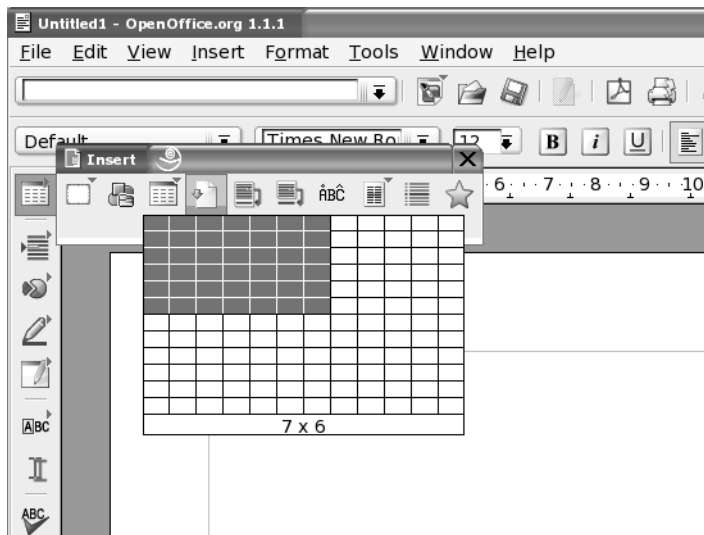 Untitled1 - OpenOffice.org 1.1.1
File Edit View Insert Format Tools Window Help
Default Times New Ro 12 B i U
Insert
ÅBĈ
6 7 8 9 10
7 x 6
ABC
ABC